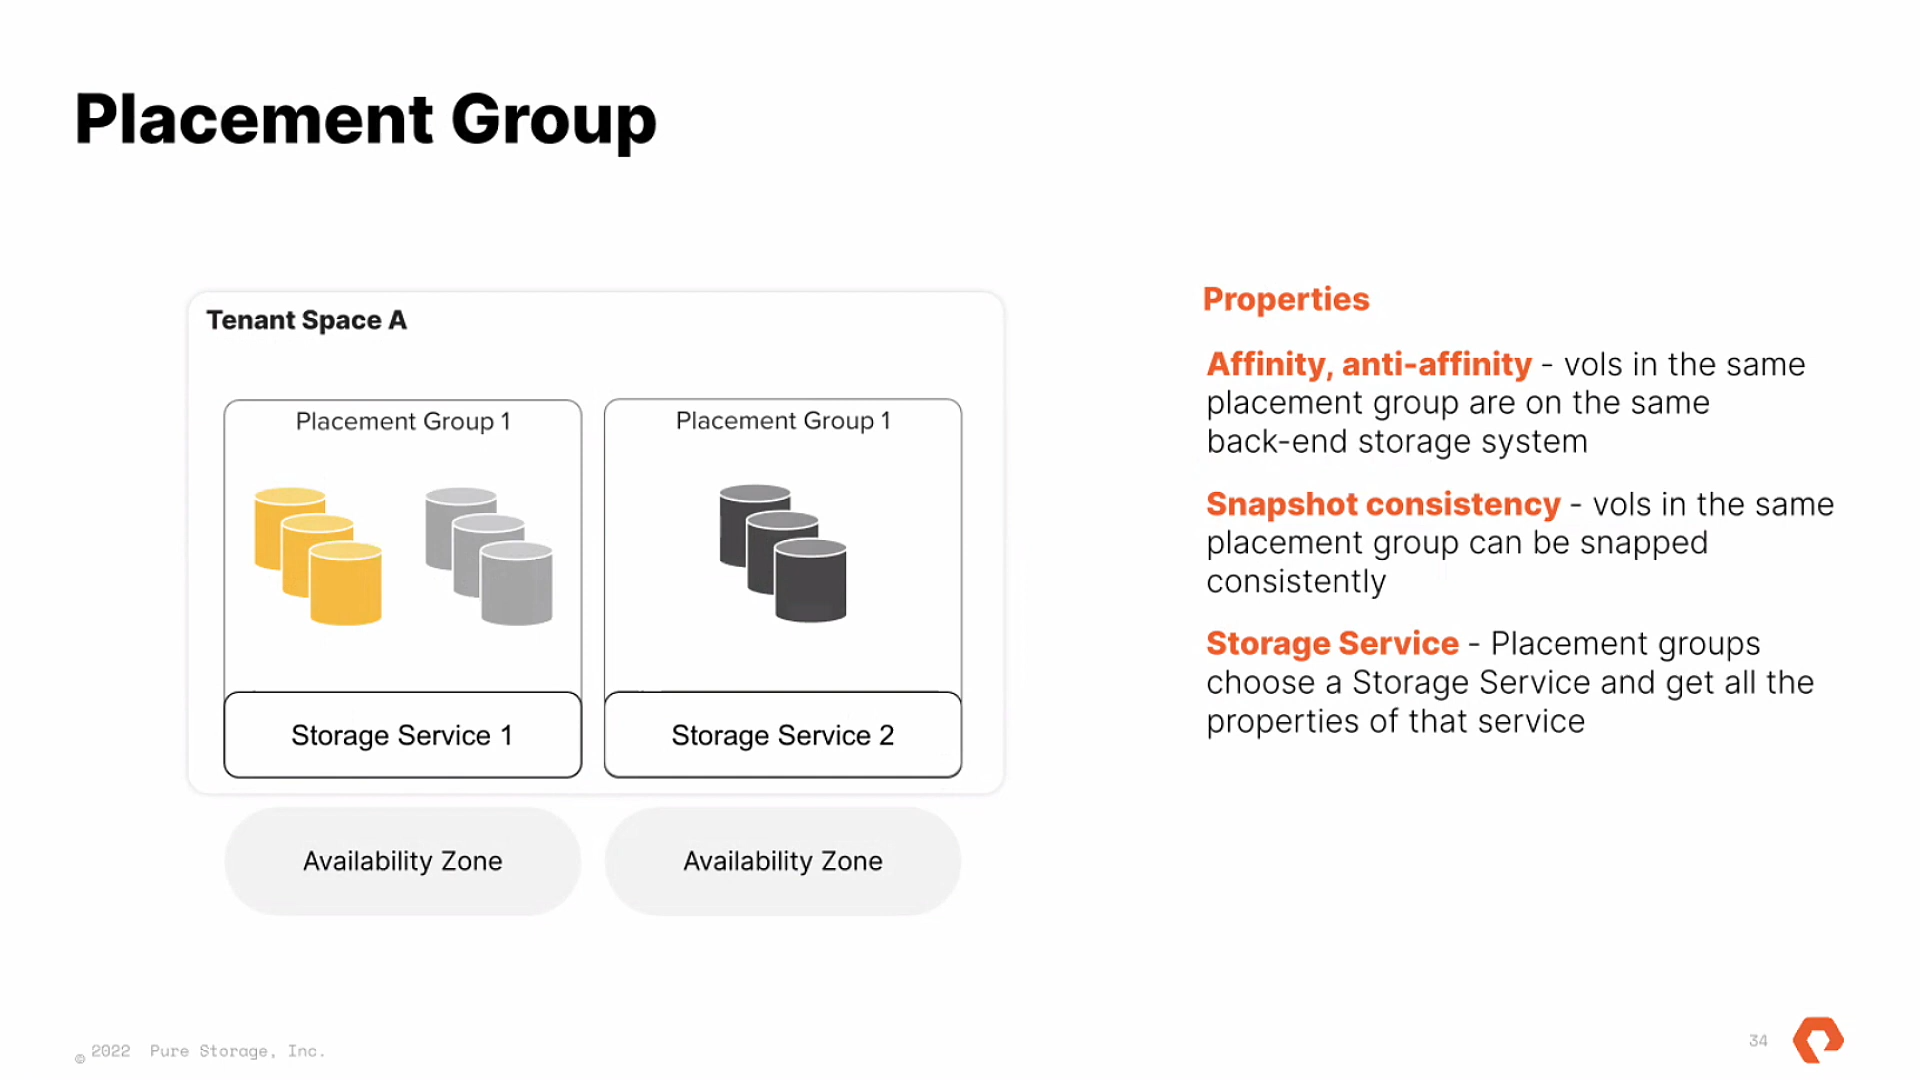 Placement Group
Tenant Space A
Placement Group 1
Placement Group 1
Storage Service 1
Storage Service 2
Availability Zone
Availability Zone
Properties
Affinity, anti-affinity - vols in the same
placement group are on the same
back-end storage system
Snapshot consistency - vols in the same
placement group can be snapped
consistently
Storage Service - Placement groups
choose a Storage Service and get all the
properties of that service
© 2022 Pure Storage, Inc.
34